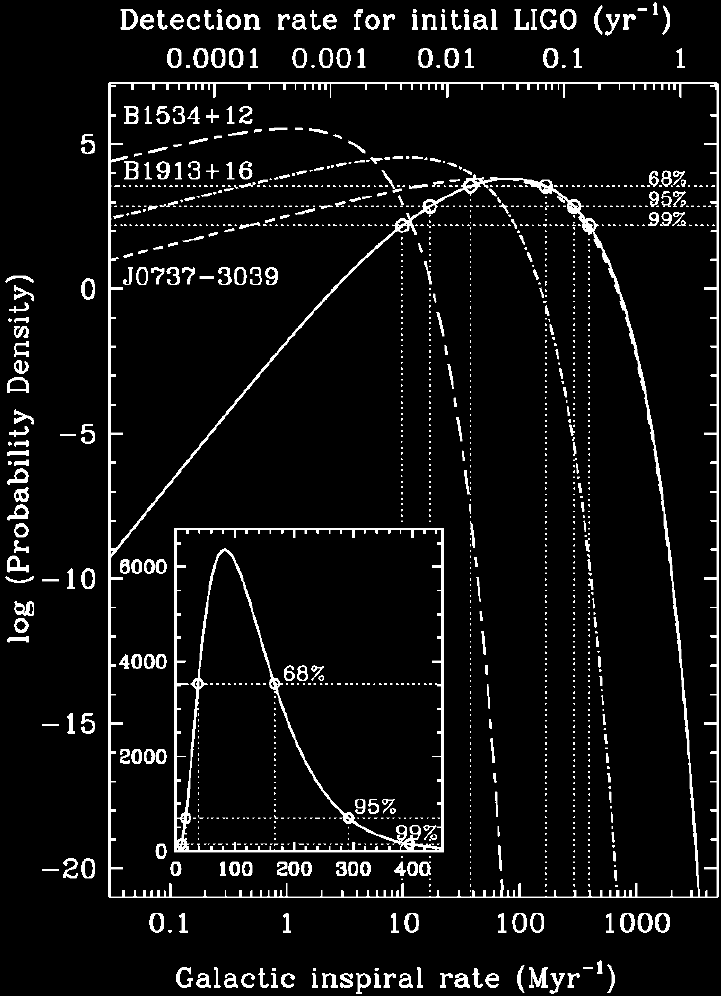 Detection rate for initial LIGO (yr⁻¹)
0.0001 0.001 0.01 0.1 1
B1534+12
5
B1913+16
68%
95%
99%
J0737−3039
0
−5
−10
−15
−20
log (Probability Density)
6000
4000
2000
0
68%
95%
99%
0 100 200 300 400
0.1 1 10 100 1000
Galactic inspiral rate (Myr⁻¹)